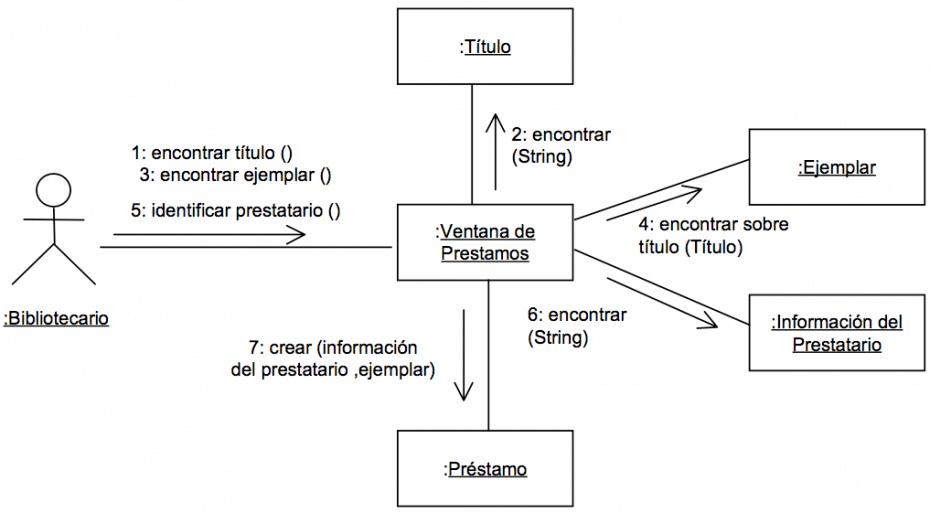 :Título
2: encontrar
(String)
1: encontrar título ()
3: encontrar ejemplar ()
5: identificar prestatario ()
:Ejemplar
:Ventana de
Prestamos
4: encontrar sobre
título (Título)
:Bibliotecario
6: encontrar
(String)
:Información del
Prestatario
7: crear (información
del prestatario ,ejemplar)
:Préstamo